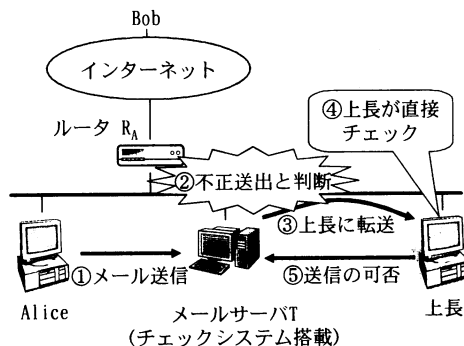 Bob
インターネット
ルータ RA
④上長が直接
チェック
②不正送出と判断
③上長に転送
①メール送信
⑤送信の可否
Alice
メールサーバT
(チェックシステム搭載)
上長